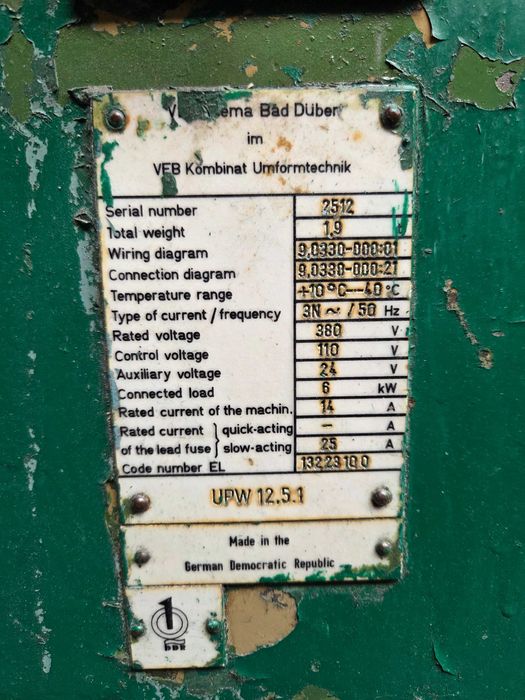 Bad Düben
im
VEB Kombinat Umformtechnik
Serial number 2512
Total weight 1,9
Wiring diagram 9.0330-000:01
Connection diagram 9.0330-000:21
Temperature range +10°C---40 °C
Type of current / frequency 3N ~ / 50 Hz
Rated voltage 380 V
Control voltage 110 V
Auxiliary voltage 24 V
Connected load 6 kW
Rated current of the machin. 14 A
Rated current } quick-acting – A
of the lead fuse } slow-acting 25 A
Code number EL 132 23 10 0
UPW 12.5.1
Made in the
German Democratic Republic
1
DDR